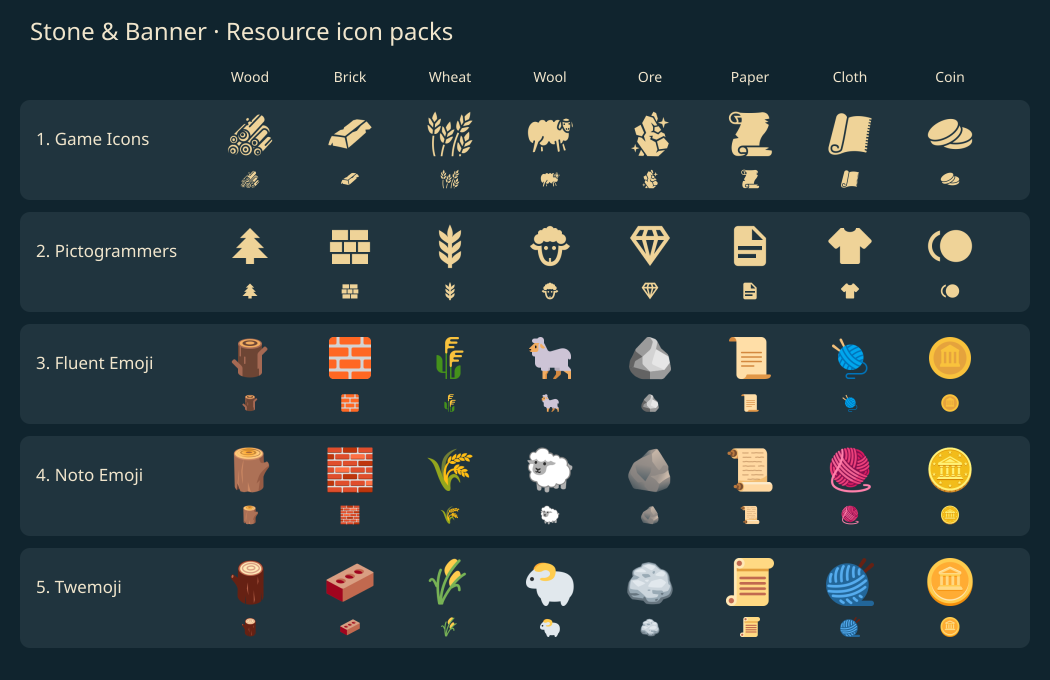 Stone & Banner · Resource icon packs
Wood Brick Wheat Wool Ore Paper Cloth Coin
1. Game Icons
2. Pictogrammers
3. Fluent Emoji
4. Noto Emoji
5. Twemoji